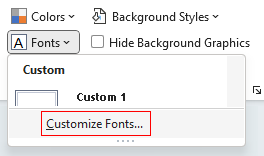 Colors Background Styles
A Fonts Hide Background Graphics
Custom
Custom 1
Customize Fonts...